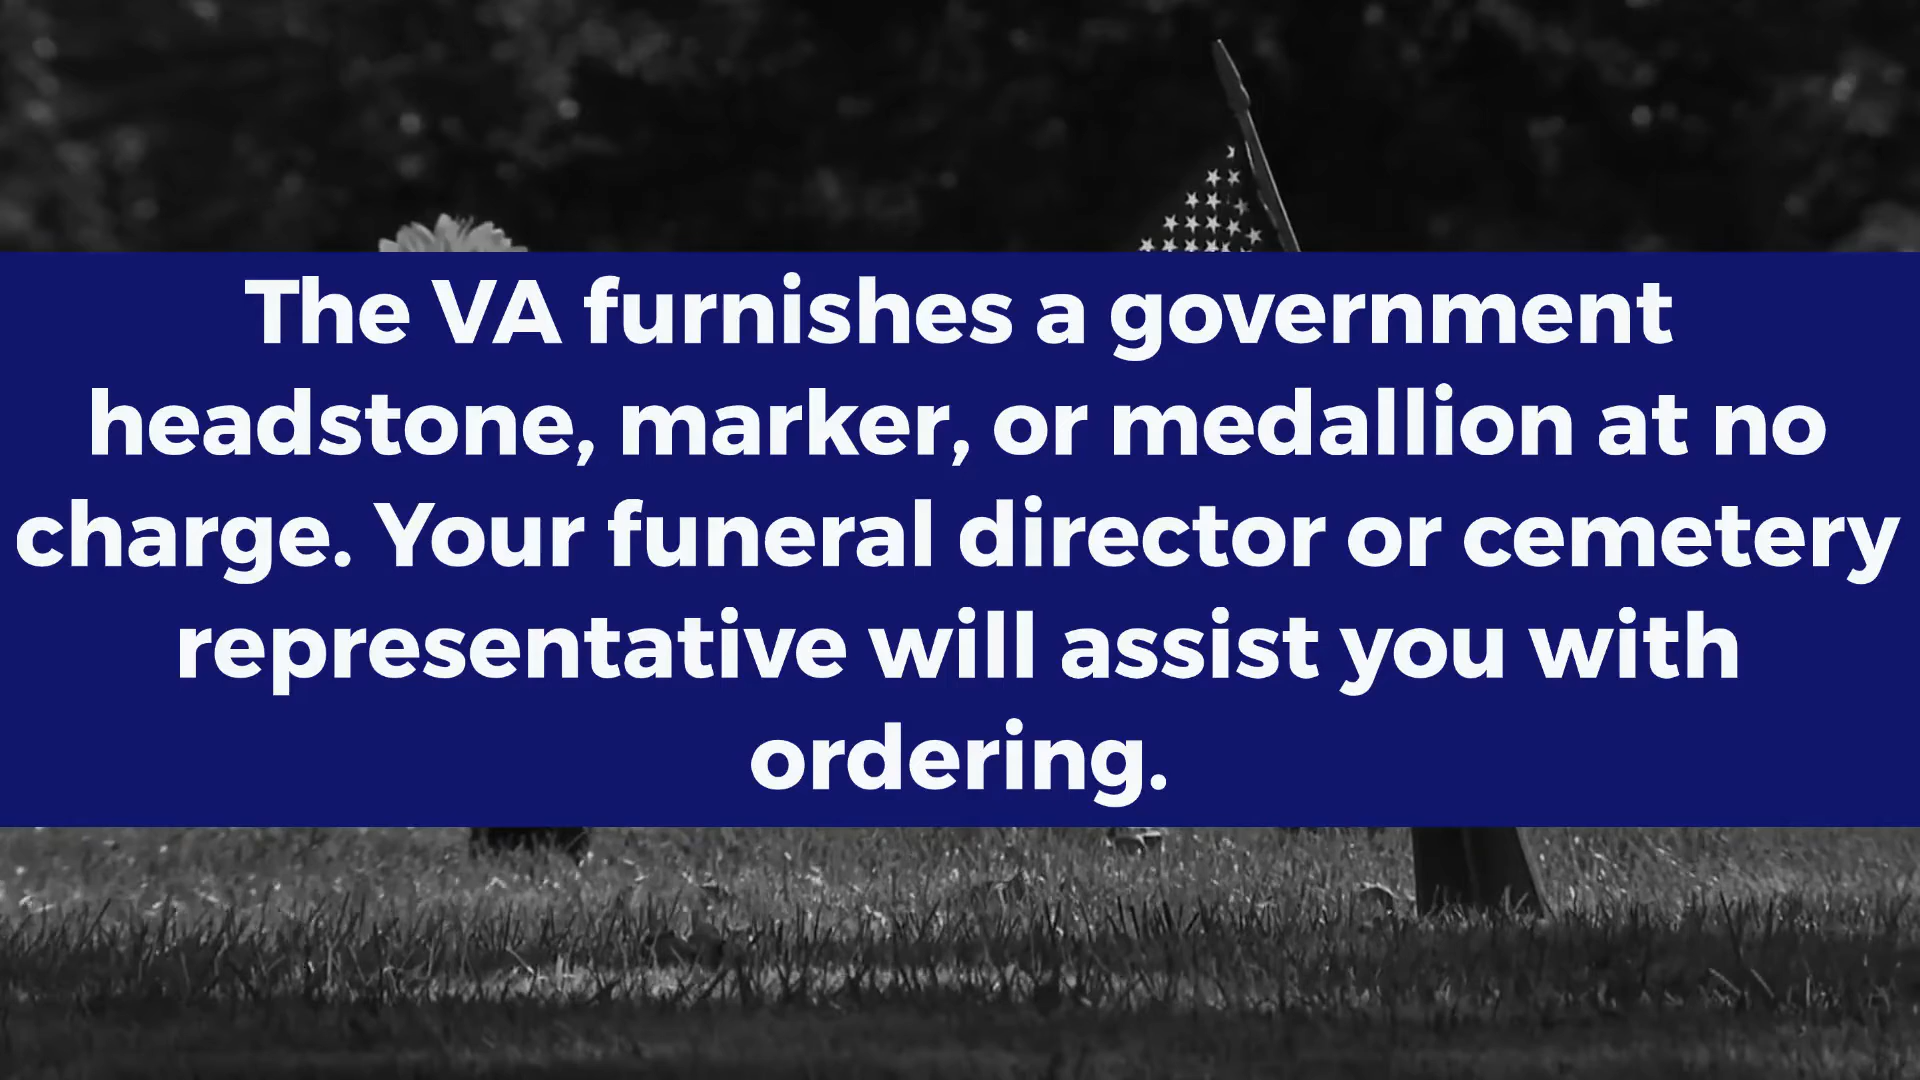 The VA furnishes a government
headstone, marker, or medallion at no
charge. Your funeral director or cemetery
representative will assist you with
ordering.